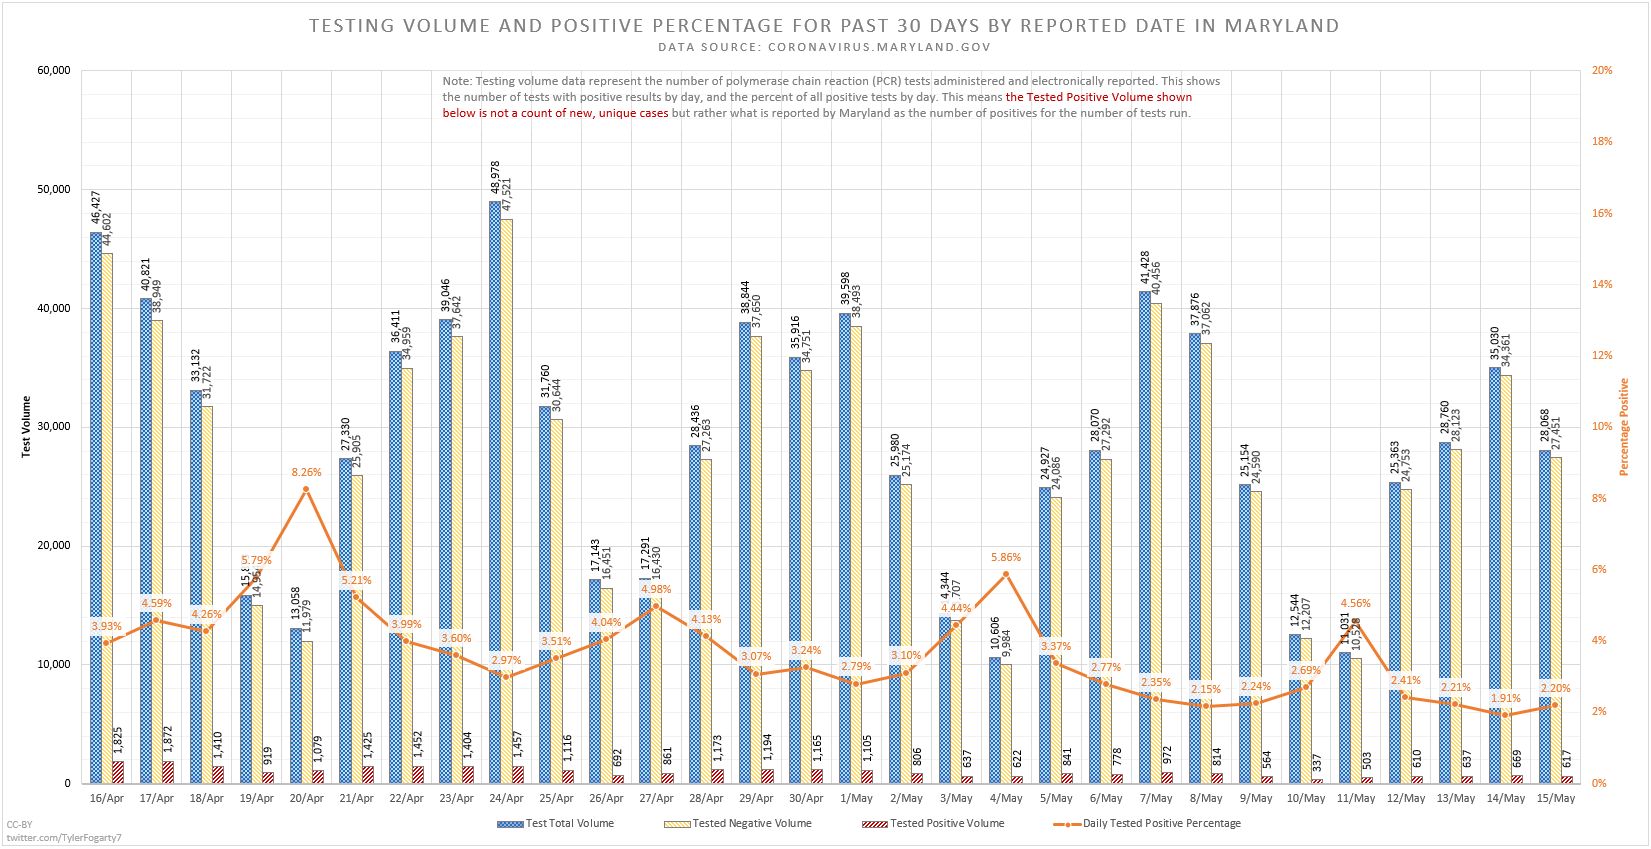 TESTING VOLUME AND POSITIVE PERCENTAGE FOR PAST 30 DAYS BY REPORTED DATE IN MARYLAND
DATA SOURCE: CORONAVIRUS.MARYLAND.GOV
Note: Testing volume data represent the number of polymerase chain reaction (PCR) tests administered and electronically reported. This shows
the number of tests with positive results by day, and the percent of all positive tests by day. This means the Tested Positive Volume shown
below is not a count of new, unique cases but rather what is reported by Maryland as the number of positives for the number of tests run.
Test Volume
60,000
50,000
40,000
30,000
20,000
10,000
0
Percentage Positive
20%
18%
16%
14%
12%
10%
8%
6%
4%
2%
0%
46,427 44,602 3.93% 1,825 16/Apr
40,821 38,949 4.59% 1,872 17/Apr
33,132 31,722 4.26% 1,410 18/Apr
5.79% 919 19/Apr
13,058 11,979 8.26% 1,079 20/Apr
27,330 25,905 5.21% 1,425 21/Apr
36,411 34,959 3.99% 1,452 22/Apr
39,046 37,642 3.60% 1,404 23/Apr
48,978 47,521 2.97% 1,457 24/Apr
31,760 30,644 3.51% 1,116 25/Apr
17,143 16,451 4.04% 692 26/Apr
17,291 16,430 4.98% 861 27/Apr
28,436 27,263 4.13% 1,173 28/Apr
38,844 37,650 3.07% 1,194 29/Apr
35,916 34,751 3.24% 1,165 30/Apr
39,598 38,493 2.79% 1,105 1/May
25,980 25,174 3.10% 806 2/May
4.44% 637 3/May
10,606 9,984 5.86% 622 4/May
24,927 24,086 3.37% 841 5/May
28,070 27,292 2.77% 778 6/May
41,428 40,456 2.35% 972 7/May
37,876 37,062 2.15% 814 8/May
25,154 24,590 2.24% 564 9/May
12,544 12,207 2.69% 337 10/May
11,031 10,528 4.56% 503 11/May
25,363 24,753 2.41% 610 12/May
28,760 28,123 2.21% 637 13/May
35,030 34,361 1.91% 669 14/May
28,068 27,451 2.20% 617 15/May
Test Total Volume
Tested Negative Volume
Tested Positive Volume
Daily Tested Positive Percentage
CC-BY
twitter.com/TylerFogarty7